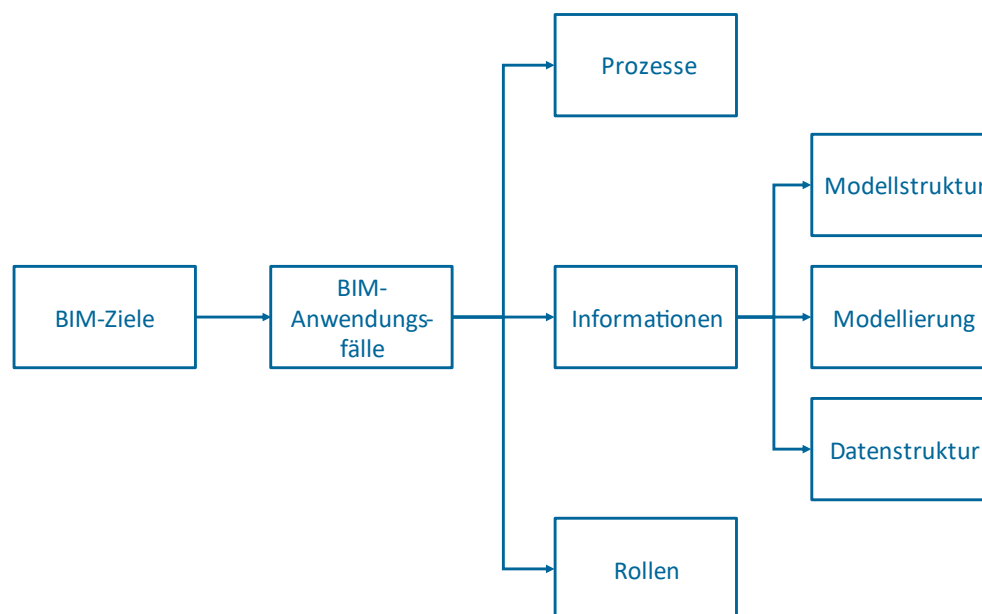 Prozesse
Modellstruktur
BIM-Ziele
BIM-
Anwendungs-
fälle
Informationen
Modellierung
Datenstruktur
Rollen